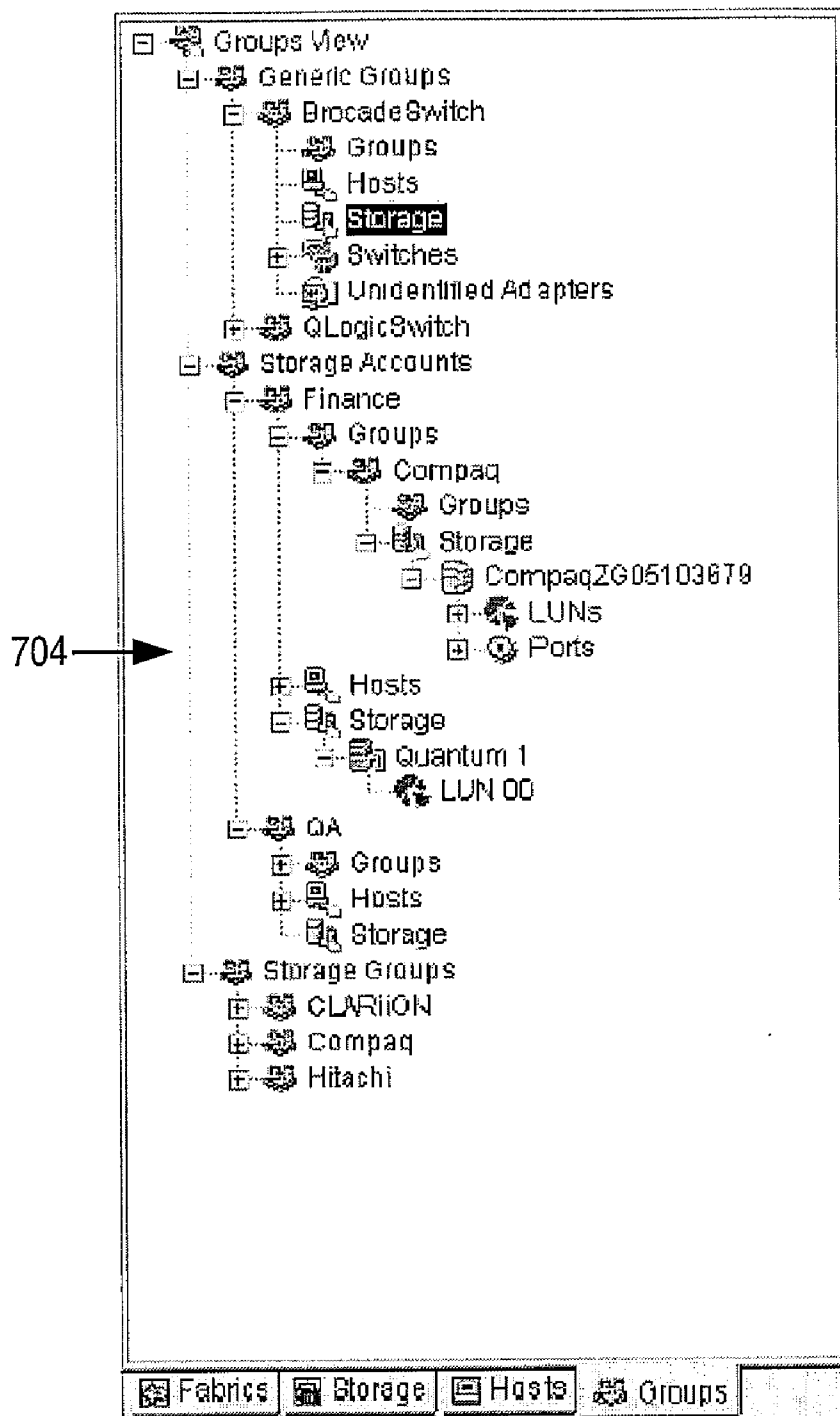 Groups View
Generic Groups
BrocadeSwitch
Groups
Hosts
Storage
Switches
Unidentified Adapters
QLogicSwitch
Storage Accounts
Finance
Groups
Compaq
Groups
Storage
CompaqZG05103679
LUNs
Ports
704
Hosts
Storage
Quantum 1
LUN 00
QA
Groups
Hosts
Storage
Storage Groups
CLARiiON
Compaq
Hitachi
Fabrics Storage Hosts Groups